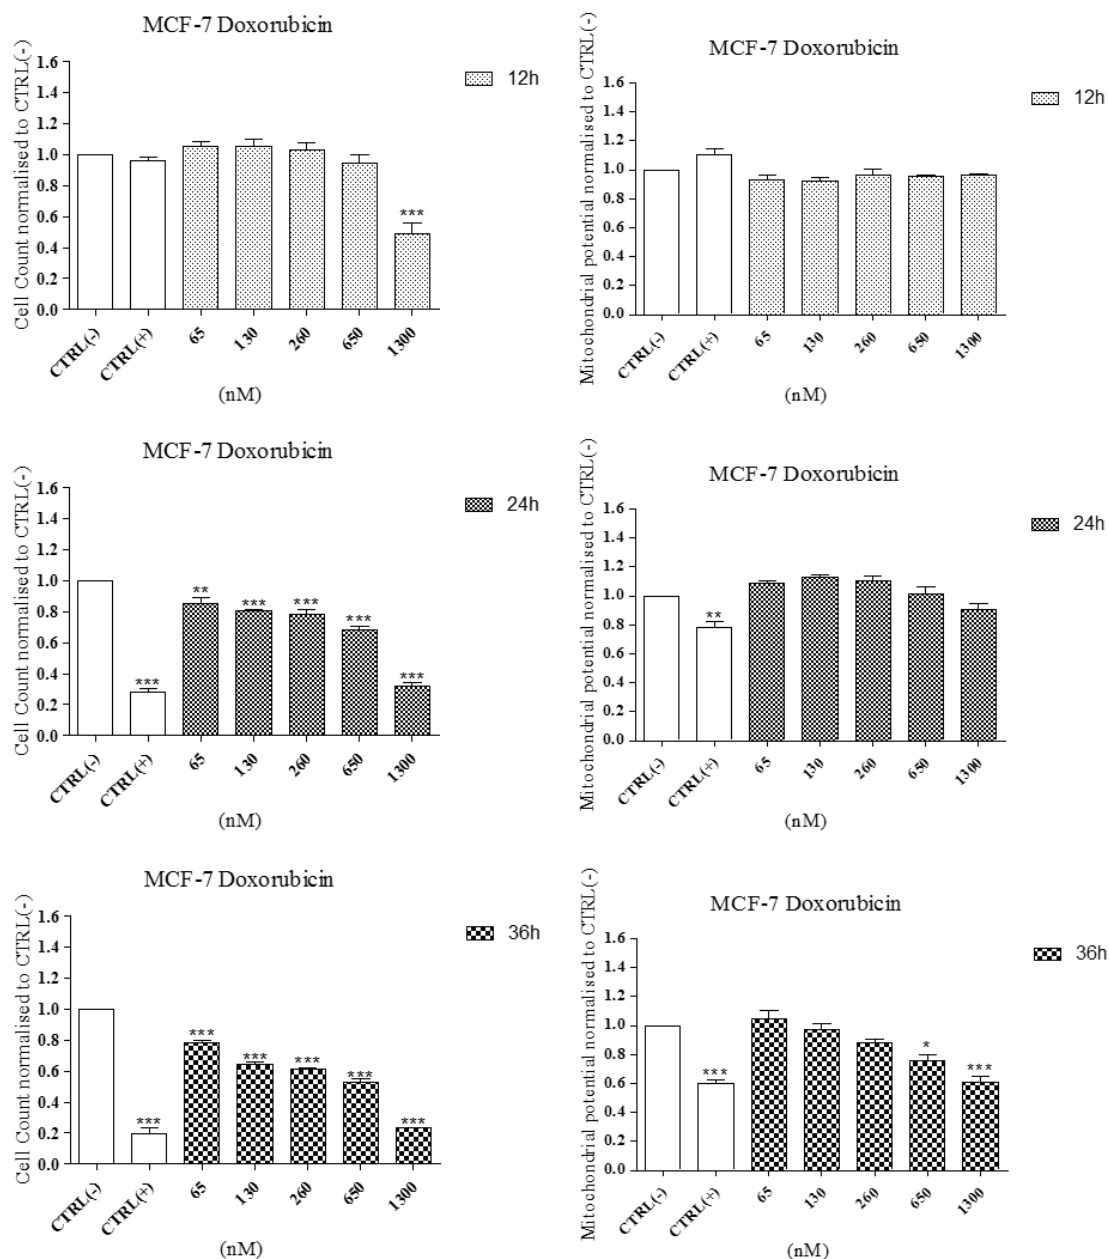 MCF-7 Doxorubicin
Cell Count normalised to CTRL(-)
1.6
1.4
1.2
1.0
0.8
0.6
0.4
0.2
0.0
***
12h
CTRL(-) CTRL(+) 65 130 260 650 1300
(nM)
MCF-7 Doxorubicin
Mitochondrial potential normalised to CTRL(-)
1.6
1.4
1.2
1.0
0.8
0.6
0.4
0.2
0.0
12h
CTRL(-) CTRL(+) 65 130 260 650 1300
(nM)
MCF-7 Doxorubicin
Cell Count normalised to CTRL(-)
1.6
1.4
1.2
1.0
0.8
0.6
0.4
0.2
0.0
*** ** *** *** *** ***
24h
CTRL(-) CTRL(+) 65 130 260 650 1300
(nM)
MCF-7 Doxorubicin
Mitochondrial potential normalised to CTRL(-)
1.6
1.4
1.2
1.0
0.8
0.6
0.4
0.2
0.0
**
24h
CTRL(-) CTRL(+) 65 130 260 650 1300
(nM)
MCF-7 Doxorubicin
Cell Count normalised to CTRL(-)
1.6
1.4
1.2
1.0
0.8
0.6
0.4
0.2
0.0
*** *** *** *** *** ***
36h
CTRL(-) CTRL(+) 65 130 260 650 1300
(nM)
MCF-7 Doxorubicin
Mitochondrial potential normalised to CTRL(-)
1.6
1.4
1.2
1.0
0.8
0.6
0.4
0.2
0.0
*** * ***
36h
CTRL(-) CTRL(+) 65 130 260 650 1300
(nM)